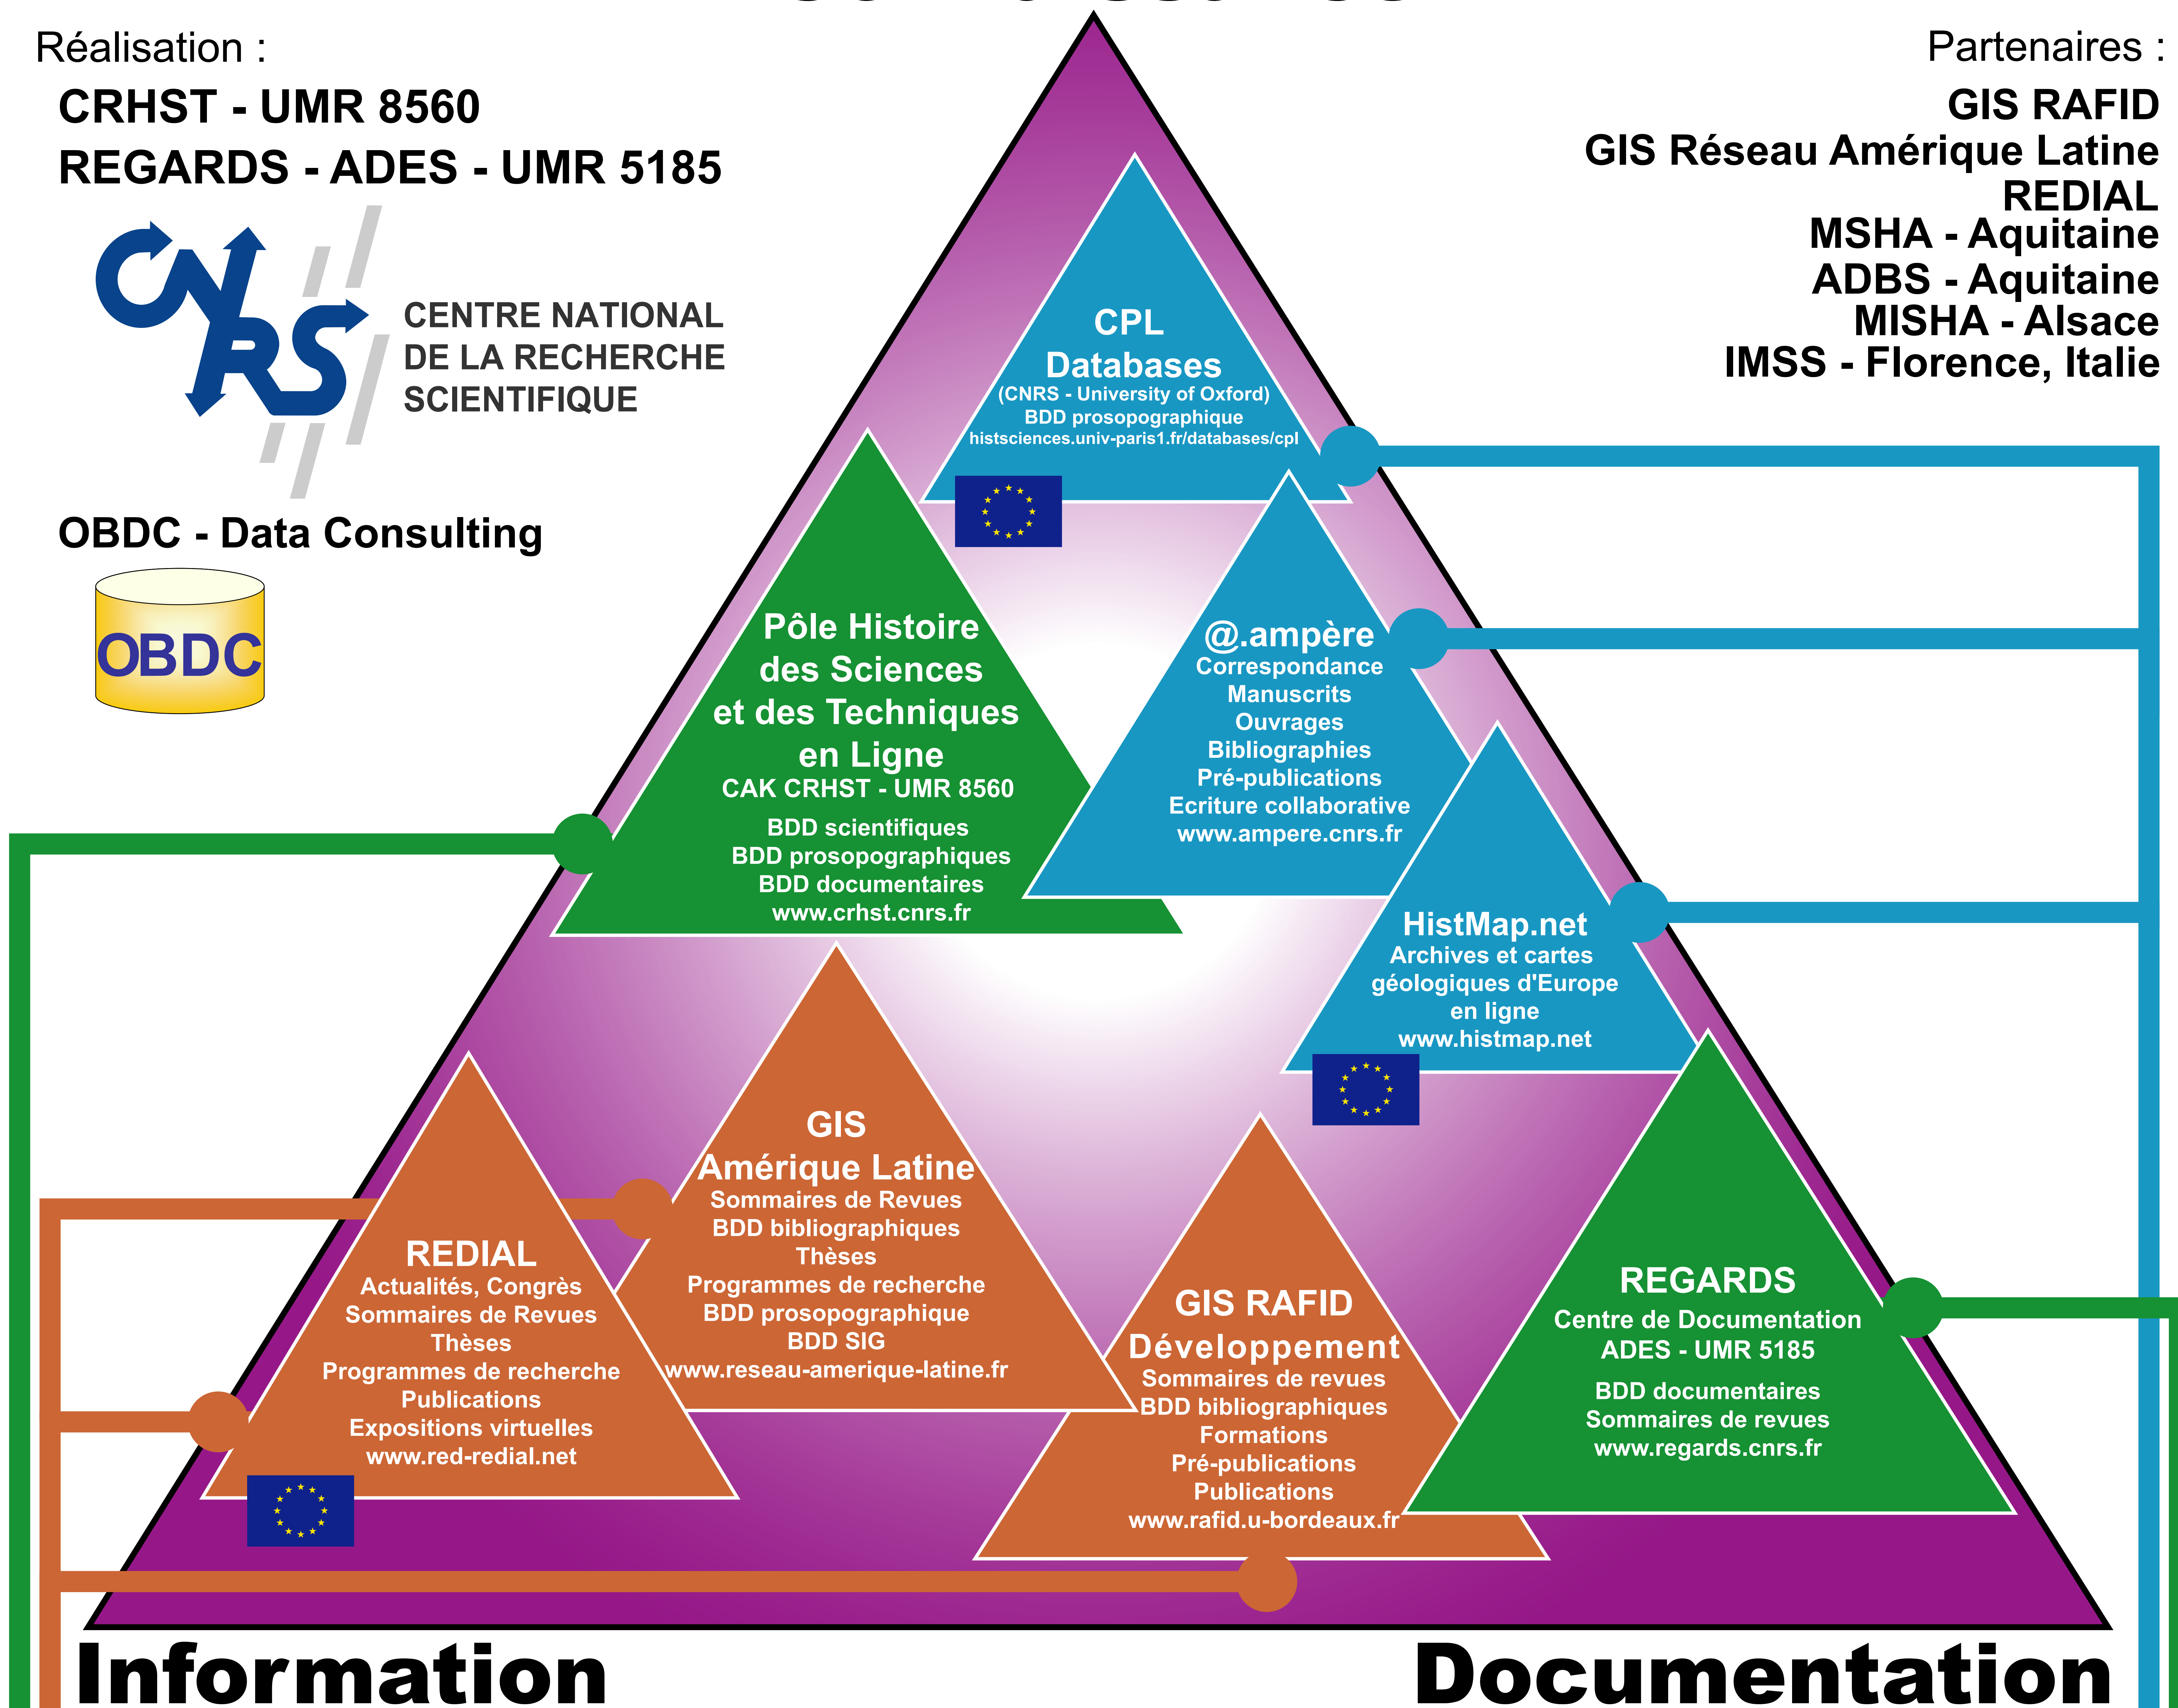 Réalisation :
CRHST - UMR 8560
REGARDS - ADES - UMR 5185
CNRS
CENTRE NATIONAL
DE LA RECHERCHE
SCIENTIFIQUE
OBDC - Data Consulting
OBDC
Partenaires :
GIS RAFID
GIS Réseau Amérique Latine
REDIAL
MSHA - Aquitaine
ADBS - Aquitaine
MISHA - Alsace
IMSS - Florence, Italie
CPL
Databases
(CNRS - University of Oxford)
BDD prosopographique
histsciences.univ-paris1.fr/databases/cpl
Pôle Histoire
des Sciences
et des Techniques
en Ligne
CAK CRHST - UMR 8560
BDD scientifiques
BDD prosopographiques
BDD documentaires
www.crhst.cnrs.fr
@.ampère
Correspondance
Manuscrits
Ouvrages
Bibliographies
Pré-publications
Ecriture collaborative
www.ampere.cnrs.fr
HistMap.net
Archives et cartes
géologiques d'Europe
en ligne
www.histmap.net
GIS
Amérique Latine
Sommaires de Revues
BDD bibliographiques
Thèses
Programmes de recherche
BDD prosopographique
BDD SIG
www.reseau-amerique-latine.fr
REDIAL
Actualités, Congrès
Sommaires de Revues
Thèses
Programmes de recherche
Publications
Expositions virtuelles
www.red-redial.net
GIS RAFID
Développement
Sommaires de revues
BDD bibliographiques
Formations
Pré-publications
Publications
www.rafid.u-bordeaux.fr
REGARDS
Centre de Documentation
ADES - UMR 5185
BDD documentaires
Sommaires de revues
www.regards.cnrs.fr
Information
Documentation